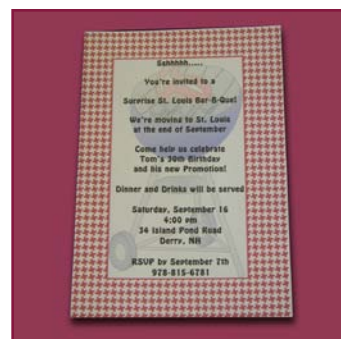 Sshhhhh.....
You're invited to a
Surprise St. Louis Bar-B-Que!
We're moving to St. Louis
at the end of September
Come help us celebrate
Tom's 30th Birthday
and his new Promotion!
Dinner and Drinks will be served
Saturday, September 16
4:00 pm
34 Island Pond Road
Derry, NH
RSVP by September 7th
978-815-6781